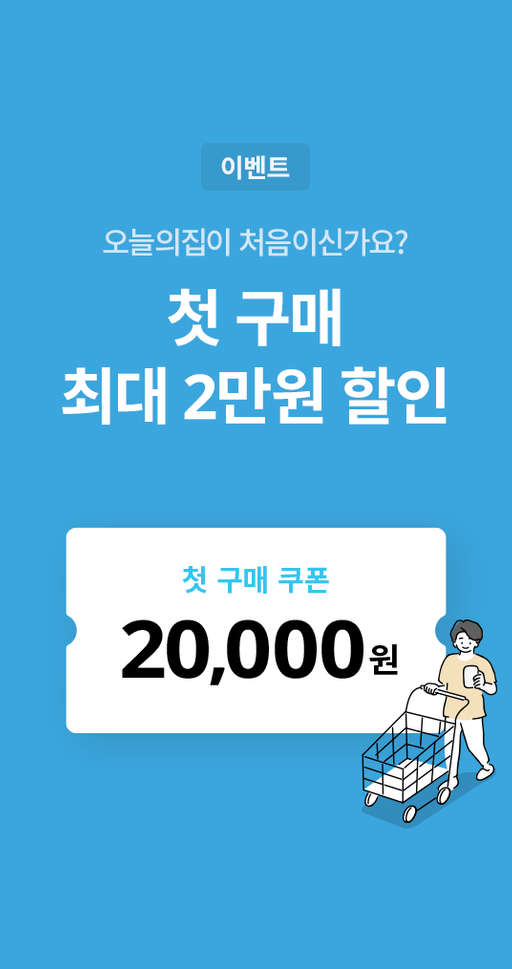 이벤트
오늘의집이 처음이신가요?
첫 구매
최대 2만원 할인
첫 구매 쿠폰
20,000원